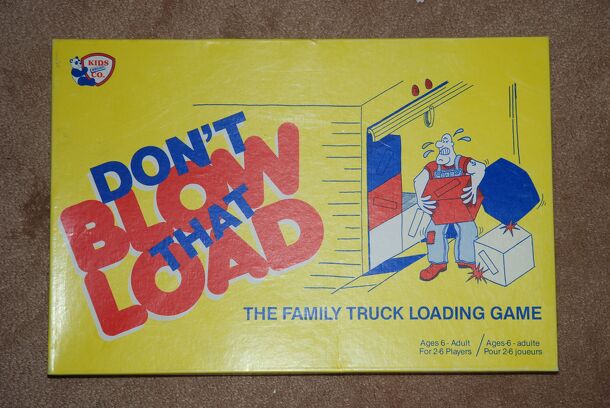 KIDS
CO.
DON'T
BLOW
THAT
LOAD
THE FAMILY TRUCK LOADING GAME
Ages 6 - Adult
For 2-6 Players
Ages-6 - adulte
Pour 2-6 joueurs